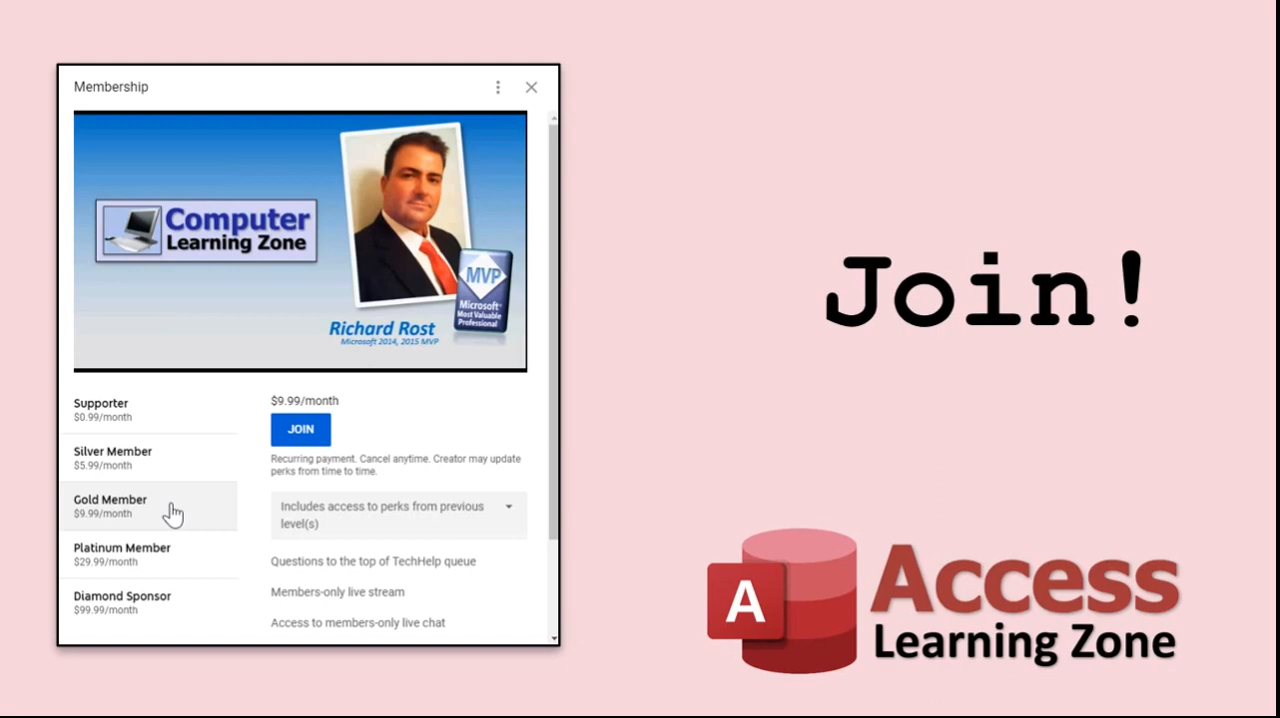 Membership
Computer
Learning Zone
MVP
Microsoft®
Most Valuable
Professional
Richard Rost
Microsoft 2014, 2015 MVP
Supporter
$0.99/month
Silver Member
$5.99/month
Gold Member
$9.99/month
Platinum Member
$29.99/month
Diamond Sponsor
$99.99/month
$9.99/month
JOIN
Recurring payment. Cancel anytime. Creator may update
perks from time to time.
Includes access to perks from previous
level(s)
Questions to the top of TechHelp queue
Members-only live stream
Access to members-only live chat
Join!
A
Access
Learning Zone